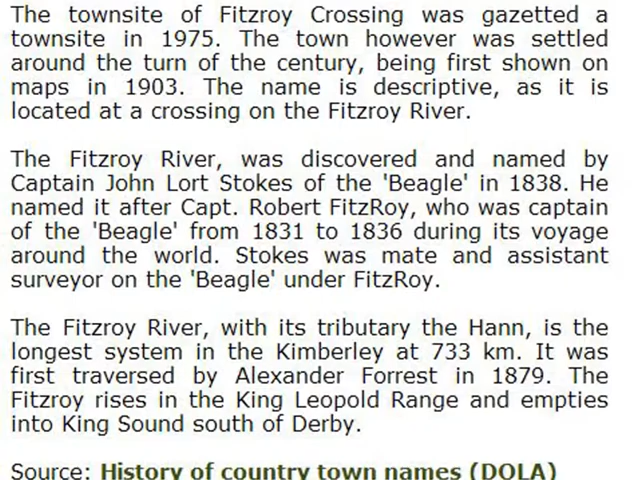 The townsite of Fitzroy Crossing was gazetted a
townsite in 1975. The town however was settled
around the turn of the century, being first shown on
maps in 1903. The name is descriptive, as it is
located at a crossing on the Fitzroy River.
The Fitzroy River, was discovered and named by
Captain John Lort Stokes of the 'Beagle' in 1838. He
named it after Capt. Robert FitzRoy, who was captain
of the 'Beagle' from 1831 to 1836 during its voyage
around the world. Stokes was mate and assistant
surveyor on the 'Beagle' under FitzRoy.
The Fitzroy River, with its tributary the Hann, is the
longest system in the Kimberley at 733 km. It was
first traversed by Alexander Forrest in 1879. The
Fitzroy rises in the King Leopold Range and empties
into King Sound south of Derby.
Source: History of country town names (DOLA)